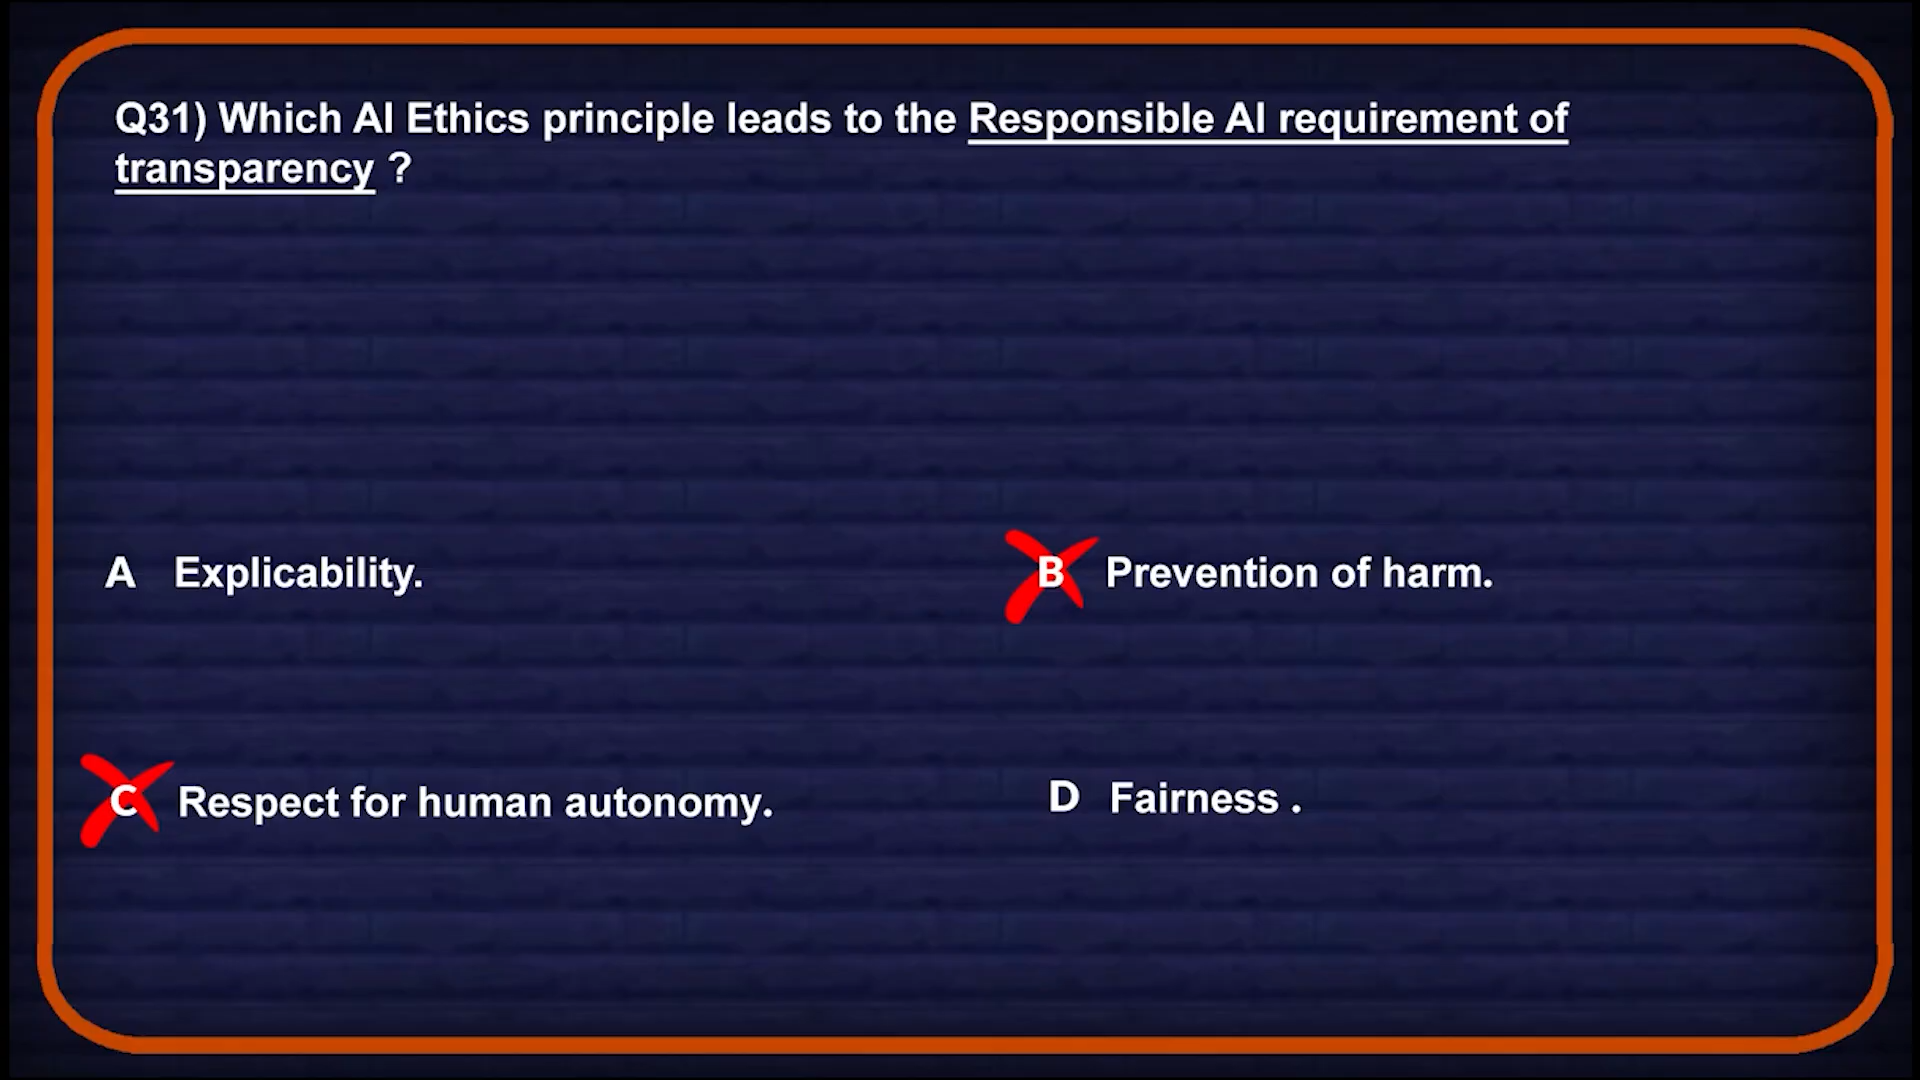 Q31) Which AI Ethics principle leads to the Responsible AI requirement of
transparency ?
A Explicability.
B Prevention of harm.
C Respect for human autonomy.
D Fairness .